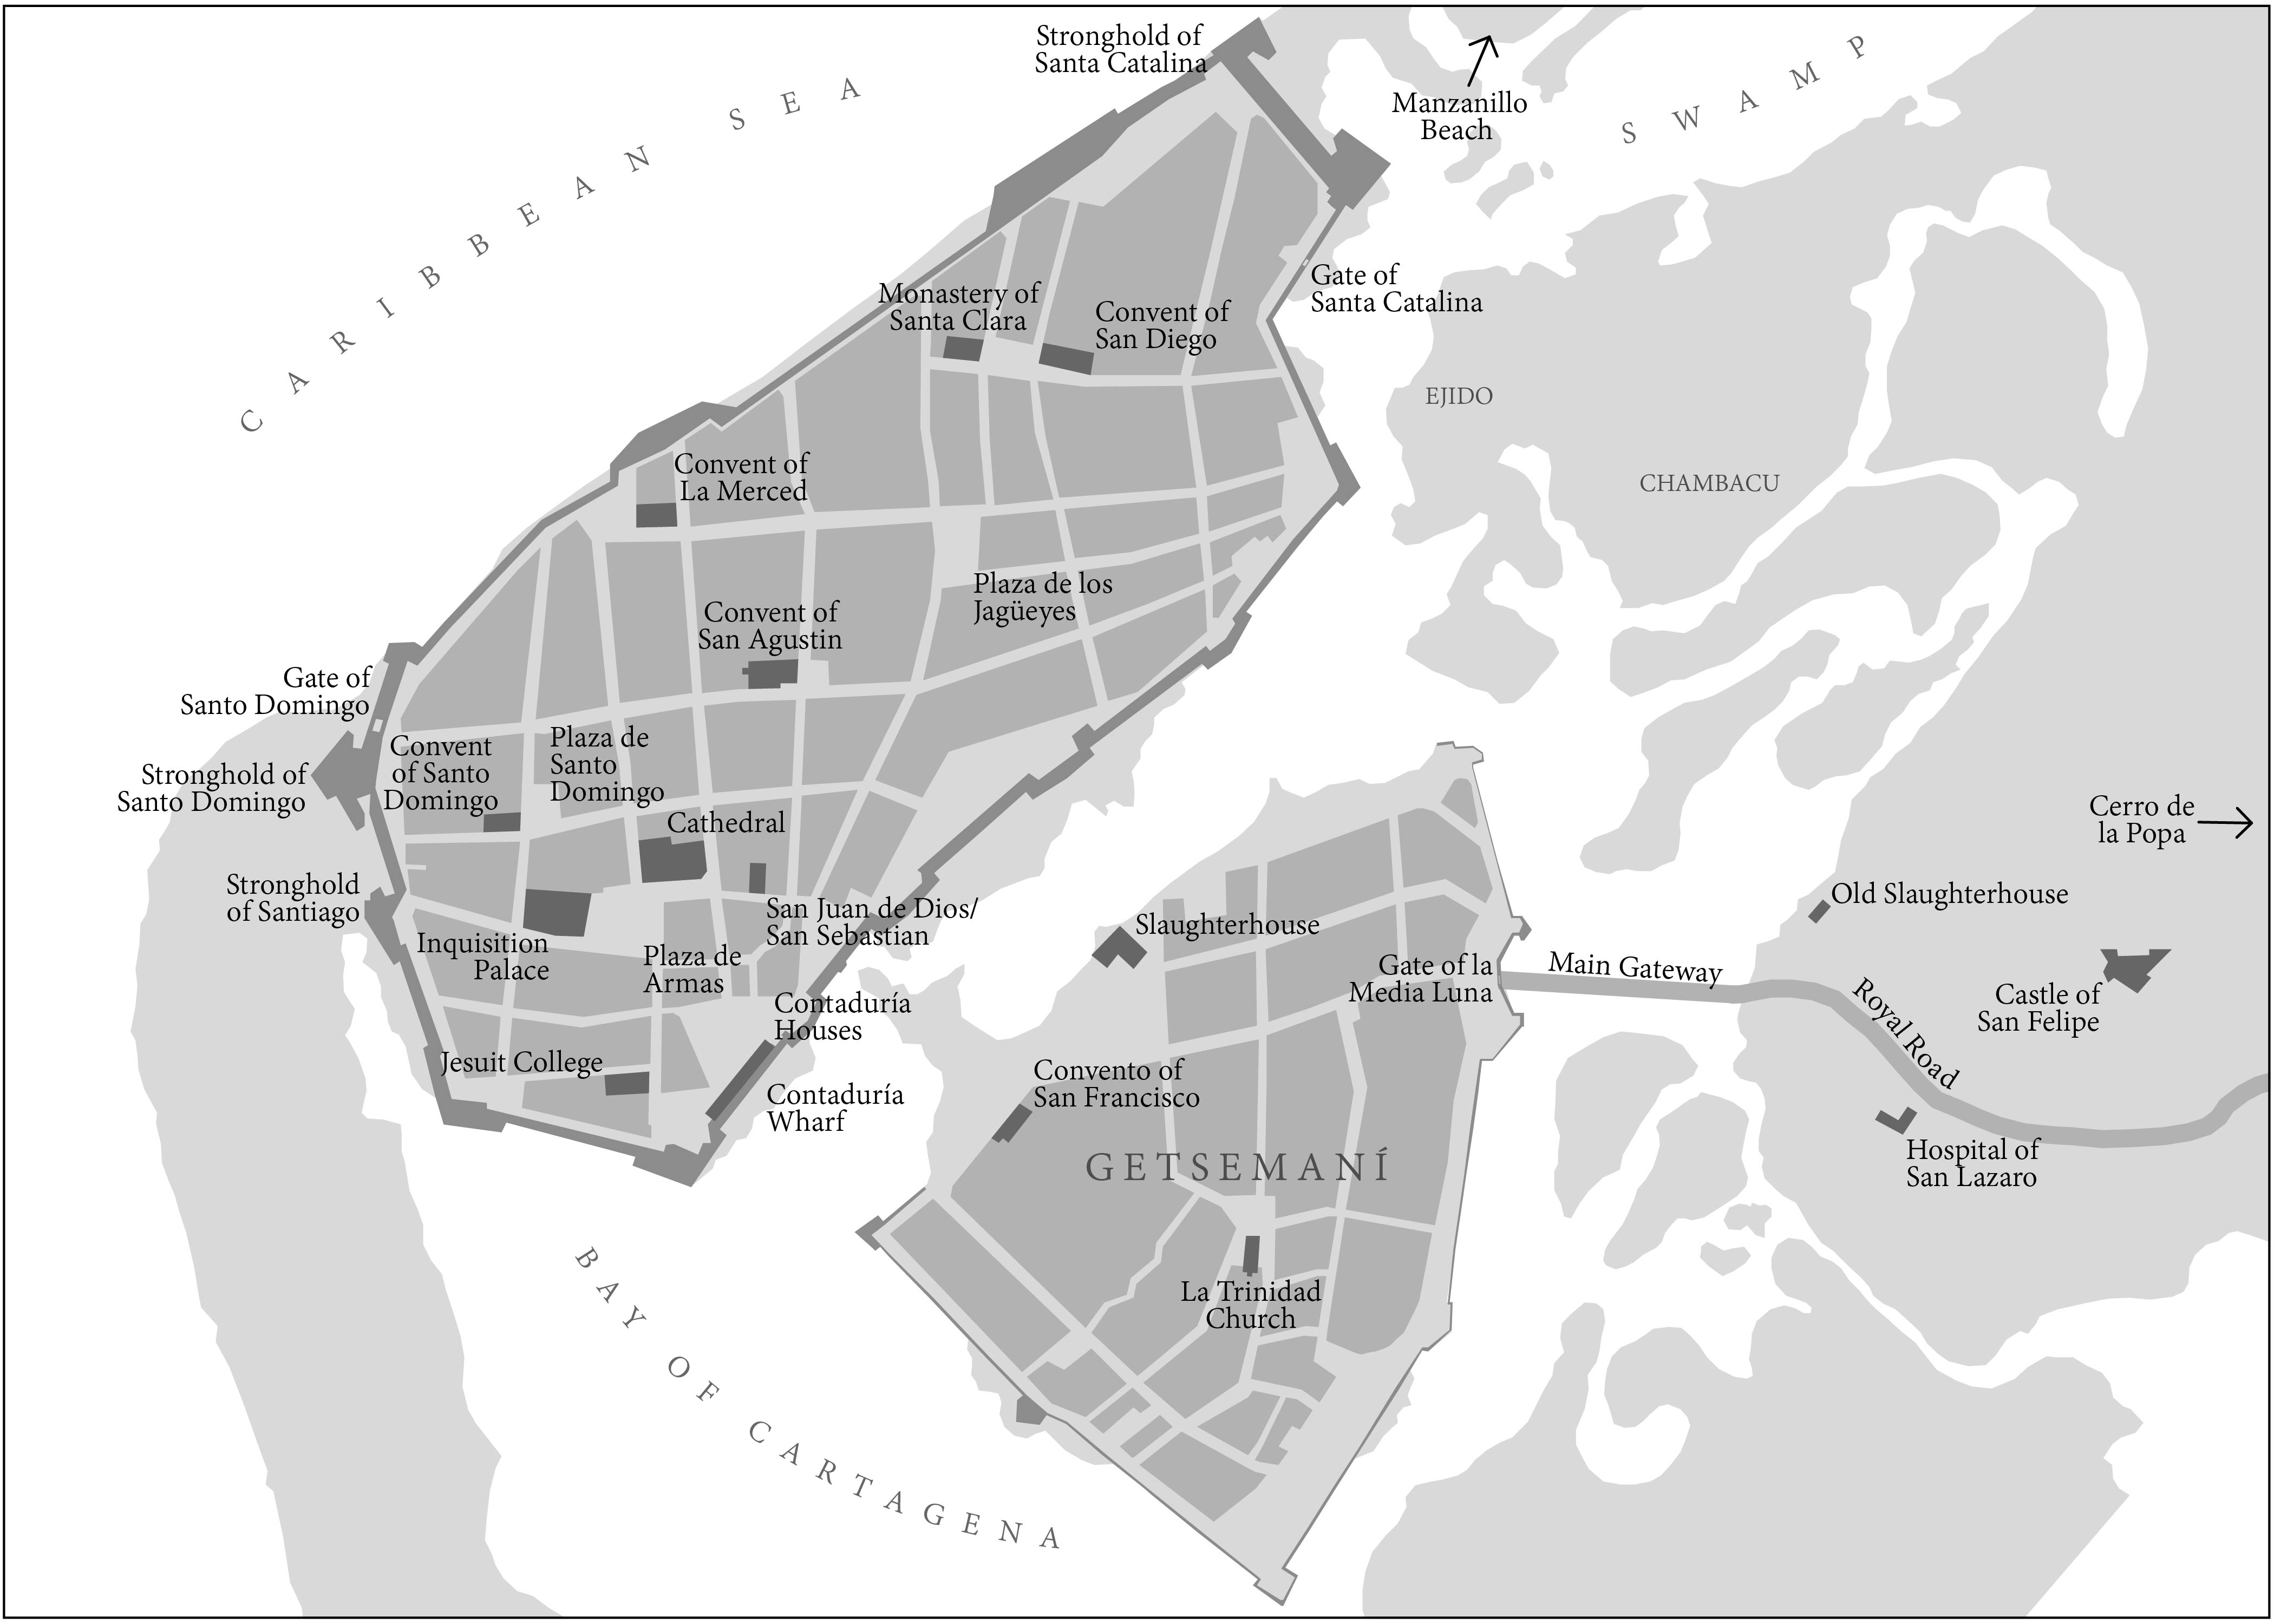 Stronghold of
Santa Catalina
Manzanillo
Beach
SWAMP
CARIBBEAN SEA
Gate of
Santa Catalina
Monastery of
Santa Clara
Convent of
San Diego
EJIDO
Convent of
La Merced
CHAMBACU
Plaza de los
Jagüeyes
Convent of
San Agustin
Gate of
Santo Domingo
Convent
of Santo
Domingo
Plaza de
Santo
Domingo
Stronghold of
Santo Domingo
Cathedral
Cerro de
la Popa
Stronghold
of Santiago
Old Slaughterhouse
San Juan de Dios/
San Sebastian
Slaughterhouse
Inquisition
Palace
Plaza de
Armas
Gate of la
Media Luna
Main Gateway
Royal Road
Castle of
San Felipe
Contaduría
Houses
Jesuit College
Convento of
San Francisco
Contaduría
Wharf
Hospital of
San Lazaro
GETSEMANÍ
La Trinidad
Church
BAY OF CARTAGENA